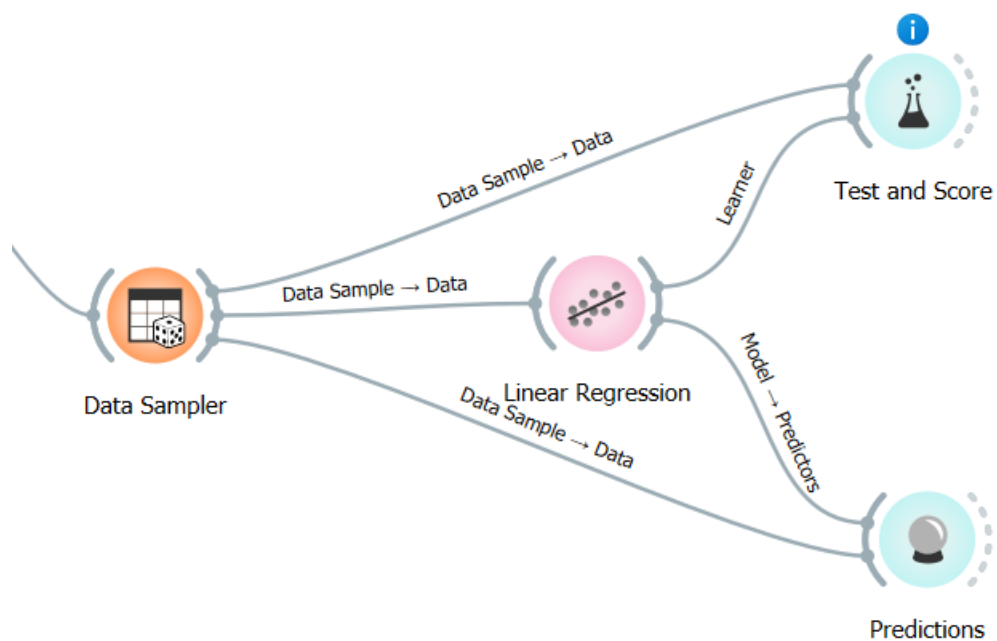 i
Test and Score
Data Sample → Data
Learner
Data Sample → Data
Data Sampler
Linear Regression
Model → Predictors
Data Sample → Data
Predictions